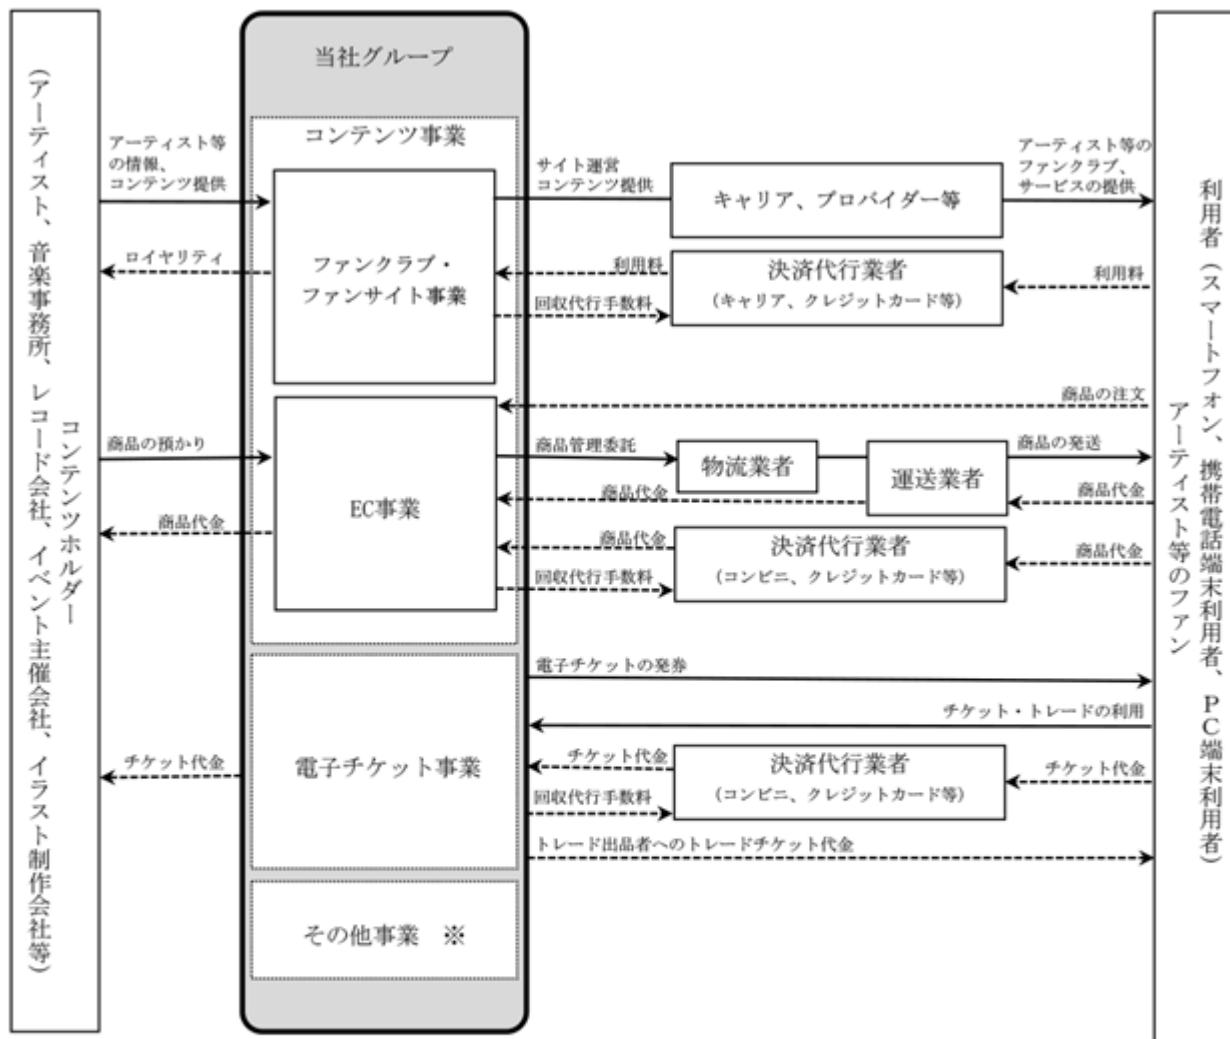 コンテンツホルダー
(アーティスト、音楽事務所、レコード会社、イベント主催会社、イラスト制作会社等)
当社グループ
コンテンツ事業
アーティスト等
の情報、
コンテンツ提供
ロイヤリティ
ファンクラブ・
ファンサイト事業
サイト運営
コンテンツ提供
キャリア、プロバイダー等
アーティスト等の
ファンクラブ、
サービスの提供
利用料
回収代行手数料
決済代行業者
(キャリア、クレジットカード等)
利用料
商品の注文
商品の預かり
商品代金
EC事業
商品管理委託
物流業者
運送業者
商品の発送
商品代金
商品代金
商品代金
回収代行手数料
決済代行業者
(コンビニ、クレジットカード等)
商品代金
電子チケットの発券
チケット・トレードの利用
チケット代金
電子チケット事業
チケット代金
回収代行手数料
決済代行業者
(コンビニ、クレジットカード等)
チケット代金
トレード出品者へのトレードチケット代金
その他事業 ※
利用者(スマートフォン、携帯電話端末利用者、PC端末利用者)
アーティスト等のファン